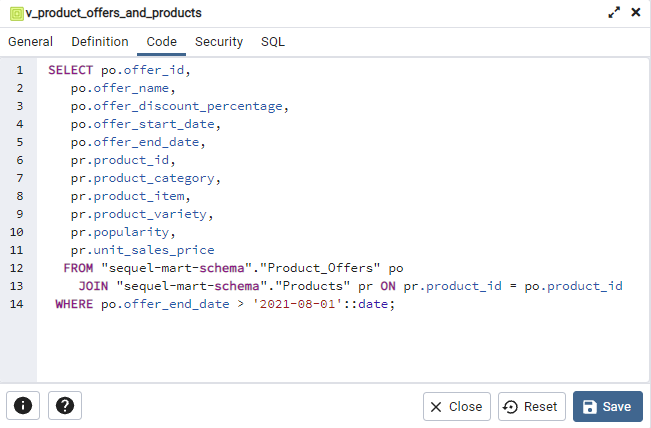 v_product_offers_and_products
General Definition Code Security SQL
1 SELECT po.offer_id,
2 po.offer_name,
3 po.offer_discount_percentage,
4 po.offer_start_date,
5 po.offer_end_date,
6 pr.product_id,
7 pr.product_category,
8 pr.product_item,
9 pr.product_variety,
10 pr.popularity,
11 pr.unit_sales_price
12 FROM "sequel-mart-schema"."Product_Offers" po
13 JOIN "sequel-mart-schema"."Products" pr ON pr.product_id = po.product_id
14 WHERE po.offer_end_date > '2021-08-01'::date;
Close Reset Save